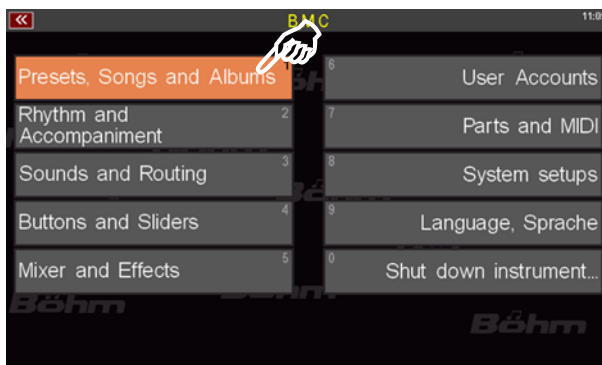 BMC
11:0
Presets, Songs and Albums
1
Rhythm and
Accompaniment
2
Sounds and Routing
3
Buttons and Sliders
4
Mixer and Effects
5
6
User Accounts
7
Parts and MIDI
8
System setups
9
Language, Sprache
0
Shut down instrument...
Böhm
Böhm